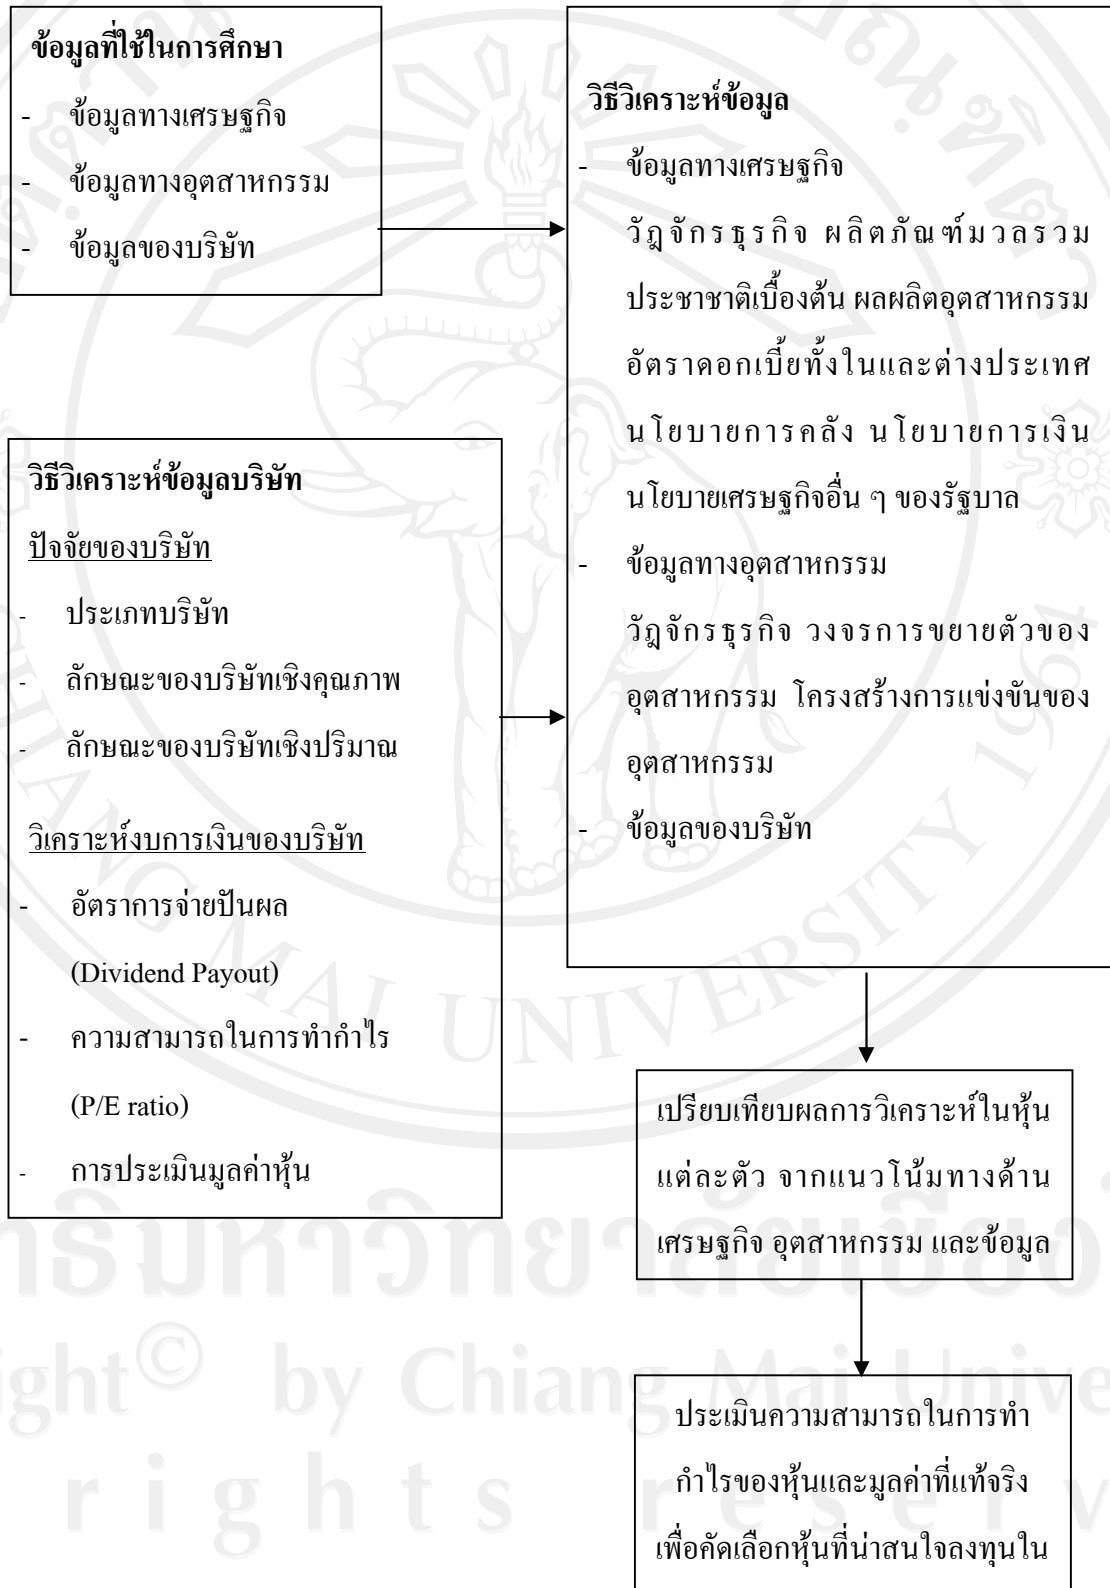 ข้อมูลที่ใช้ในการศึกษา
- ข้อมูลทางเศรษฐกิจ
- ข้อมูลทางอุตสาหกรรม
- ข้อมูลของบริษัท
วิธีวิเคราะห์ข้อมูล
- ข้อมูลทางเศรษฐกิจ
วัฎจักรธุรกิจ ผลิตภัณฑ์มวลรวม
ประชาชาติเบื้องต้น ผลผลิตอุตสาหกรรม
อัตราดอกเบี้ยทั้งในและต่างประเทศ
นโยบายการคลัง นโยบายการเงิน
นโยบายเศรษฐกิจอื่น ๆ ของรัฐบาล
- ข้อมูลทางอุตสาหกรรม
วัฎจักรธุรกิจ วงจรการขยายตัวของ
อุตสาหกรรม โครงสร้างการแข่งขันของ
อุตสาหกรรม
- ข้อมูลของบริษัท
วิธีวิเคราะห์ข้อมูลบริษัท
ปัจจัยของบริษัท
- ประเภทบริษัท
- ลักษณะของบริษัทเชิงคุณภาพ
- ลักษณะของบริษัทเชิงปริมาณ
วิเคราะห์งบการเงินของบริษัท
- อัตราการจ่ายปันผล
(Dividend Payout)
- ความสามารถในการทำกำไร
(P/E ratio)
- การประเมินมูลค่าหุ้น
เปรียบเทียบผลการวิเคราะห์ในหุ้น
แต่ละตัว จากแนวโน้มทางด้าน
เศรษฐกิจ อุตสาหกรรม และข้อมูล
ประเมินความสามารถในการทำ
กำไรของหุ้นและมูลค่าที่แท้จริง
เพื่อคัดเลือกหุ้นที่น่าสนใจลงทุนใน
CHIANG MAI UNIVERSITY 1964
by Chiang Mai
rights